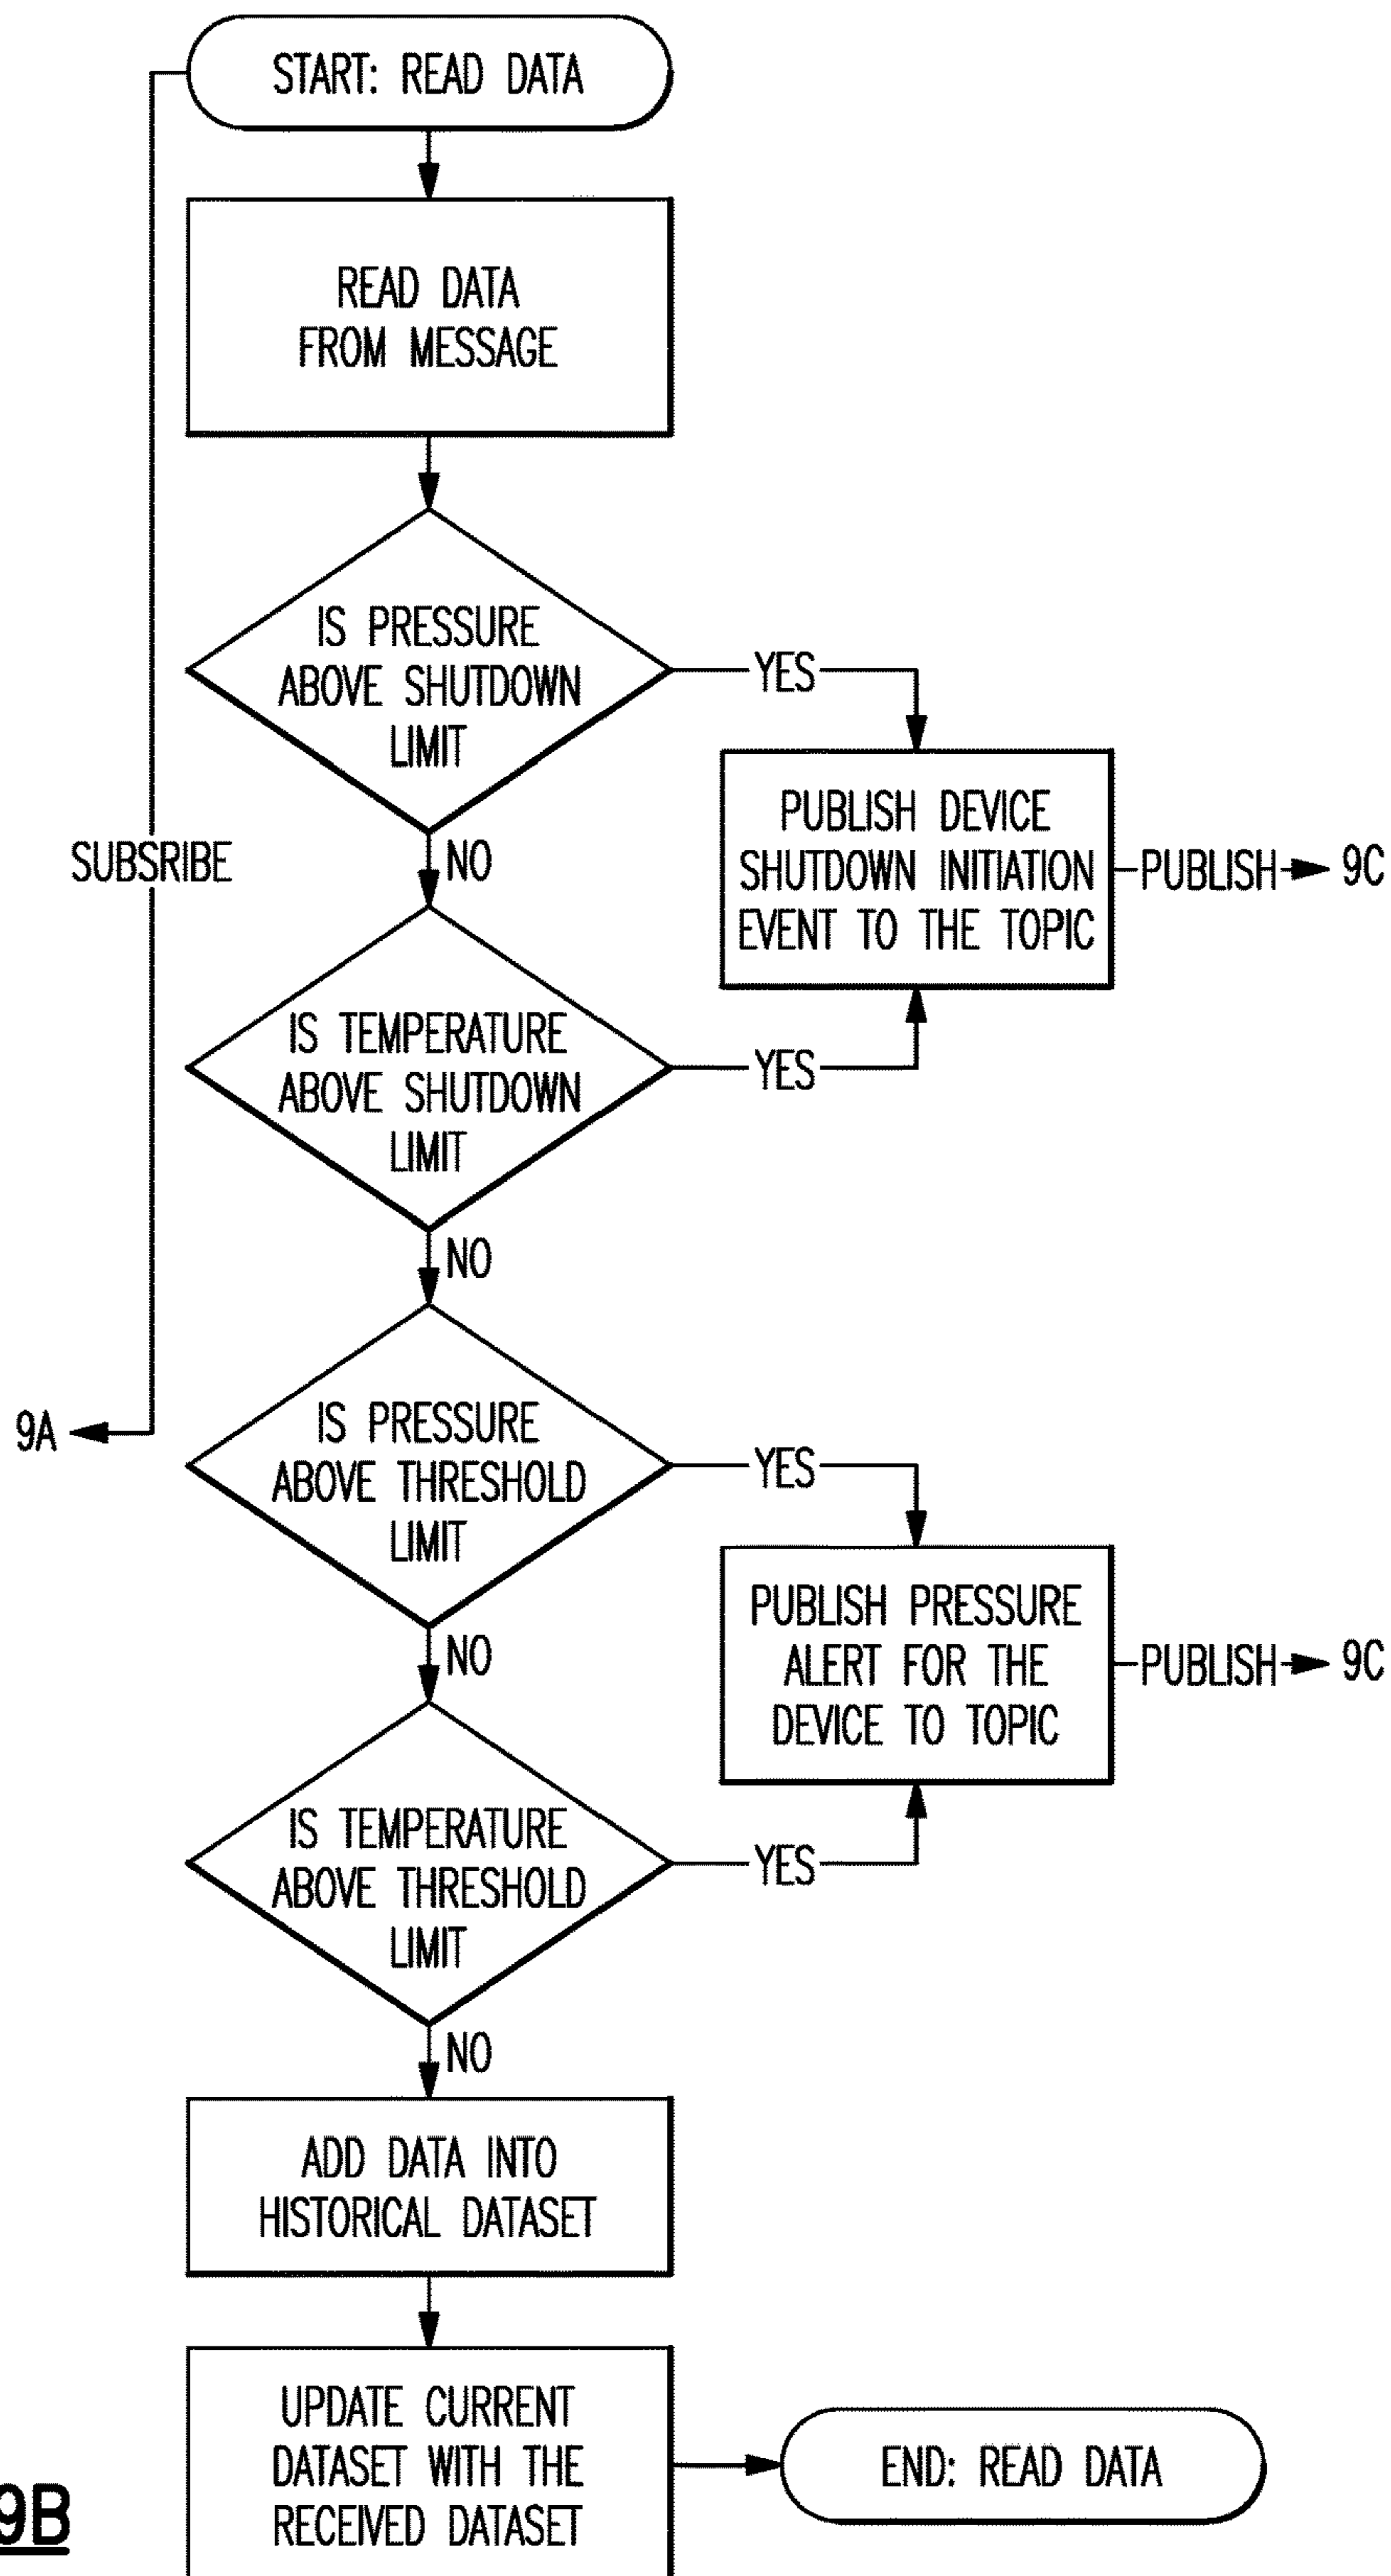 START: READ DATA
READ DATA
FROM MESSAGE
IS PRESSURE
ABOVE SHUTDOWN
LIMIT
YES
PUBLISH DEVICE
SHUTDOWN INITIATION
EVENT TO THE TOPIC
PUBLISH
9C
SUBSRIBE
NO
IS TEMPERATURE
ABOVE SHUTDOWN
LIMIT
YES
NO
9A
IS PRESSURE
ABOVE THRESHOLD
LIMIT
YES
PUBLISH PRESSURE
ALERT FOR THE
DEVICE TO TOPIC
PUBLISH
9C
NO
IS TEMPERATURE
ABOVE THRESHOLD
LIMIT
YES
NO
ADD DATA INTO
HISTORICAL DATASET
UPDATE CURRENT
DATASET WITH THE
RECEIVED DATASET
END: READ DATA
9B